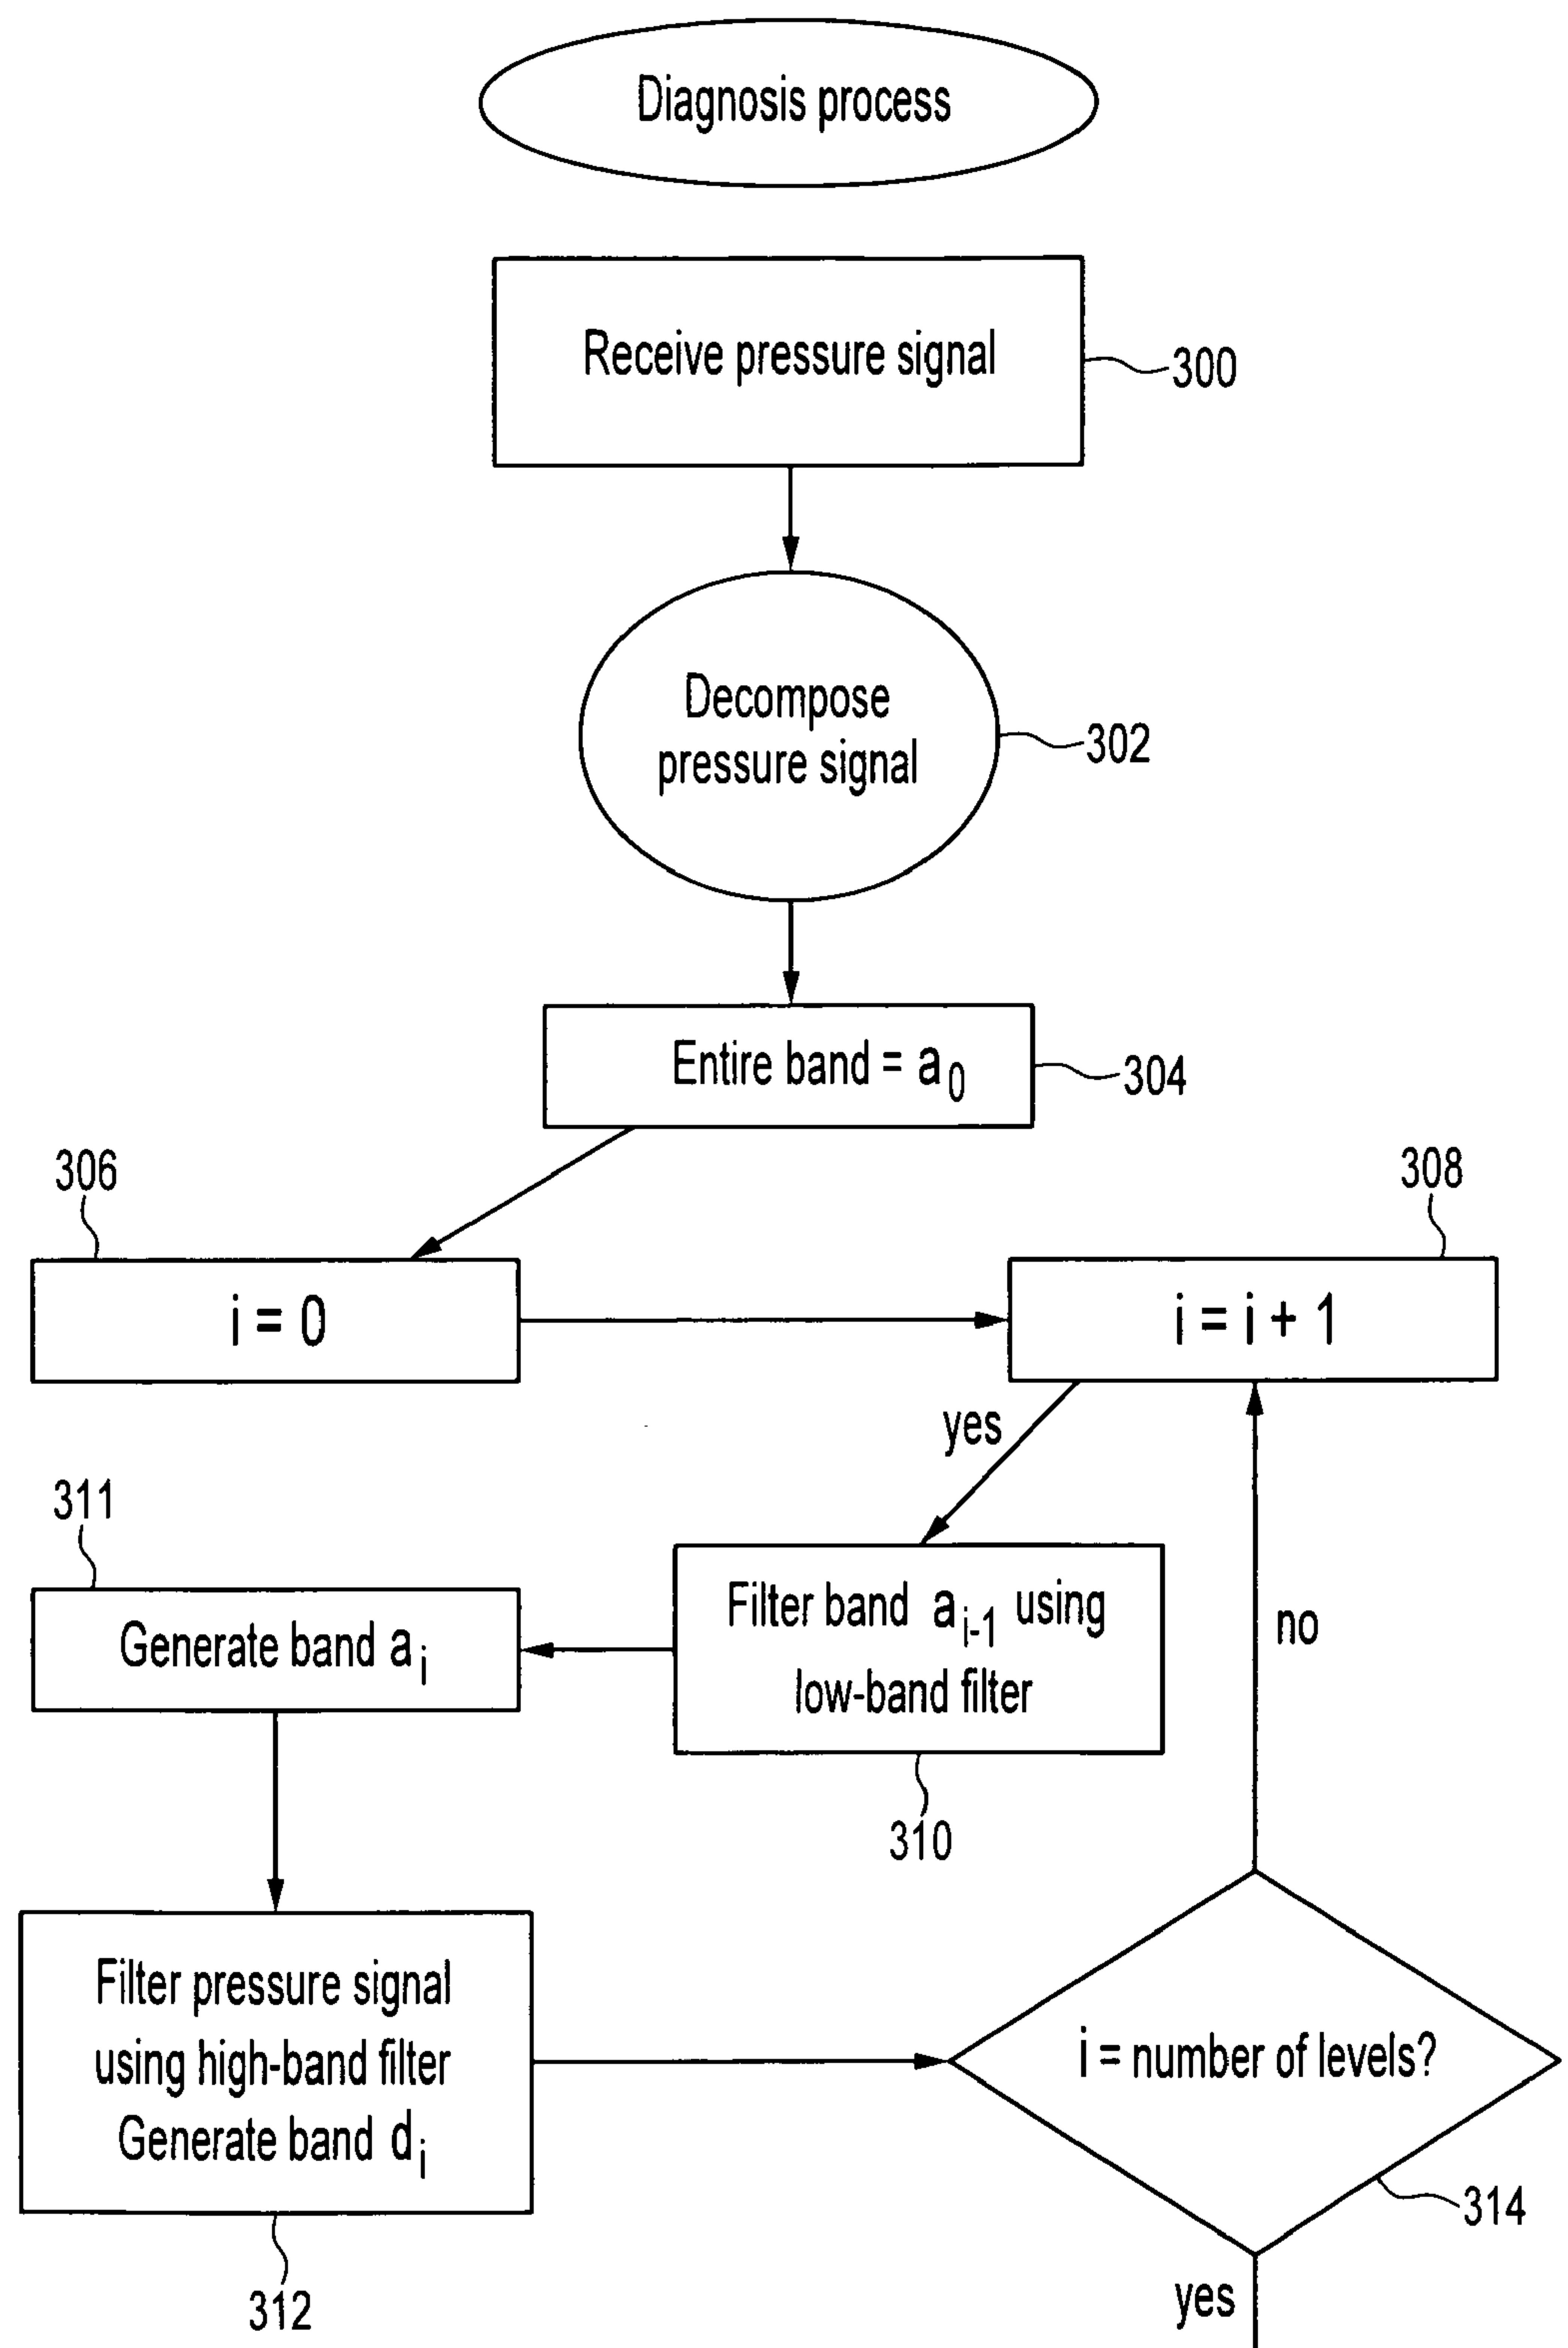 Diagnosis process
Receive pressure signal
300
Decompose
pressure signal
302
Entire band = a0
304
306
308
i = 0
i = i + 1
yes
311
Generate band ai
Filter band ai-1 using
low-band filter
no
310
Filter pressure signal
using high-band filter
Generate band di
i = number of levels?
314
312
yes